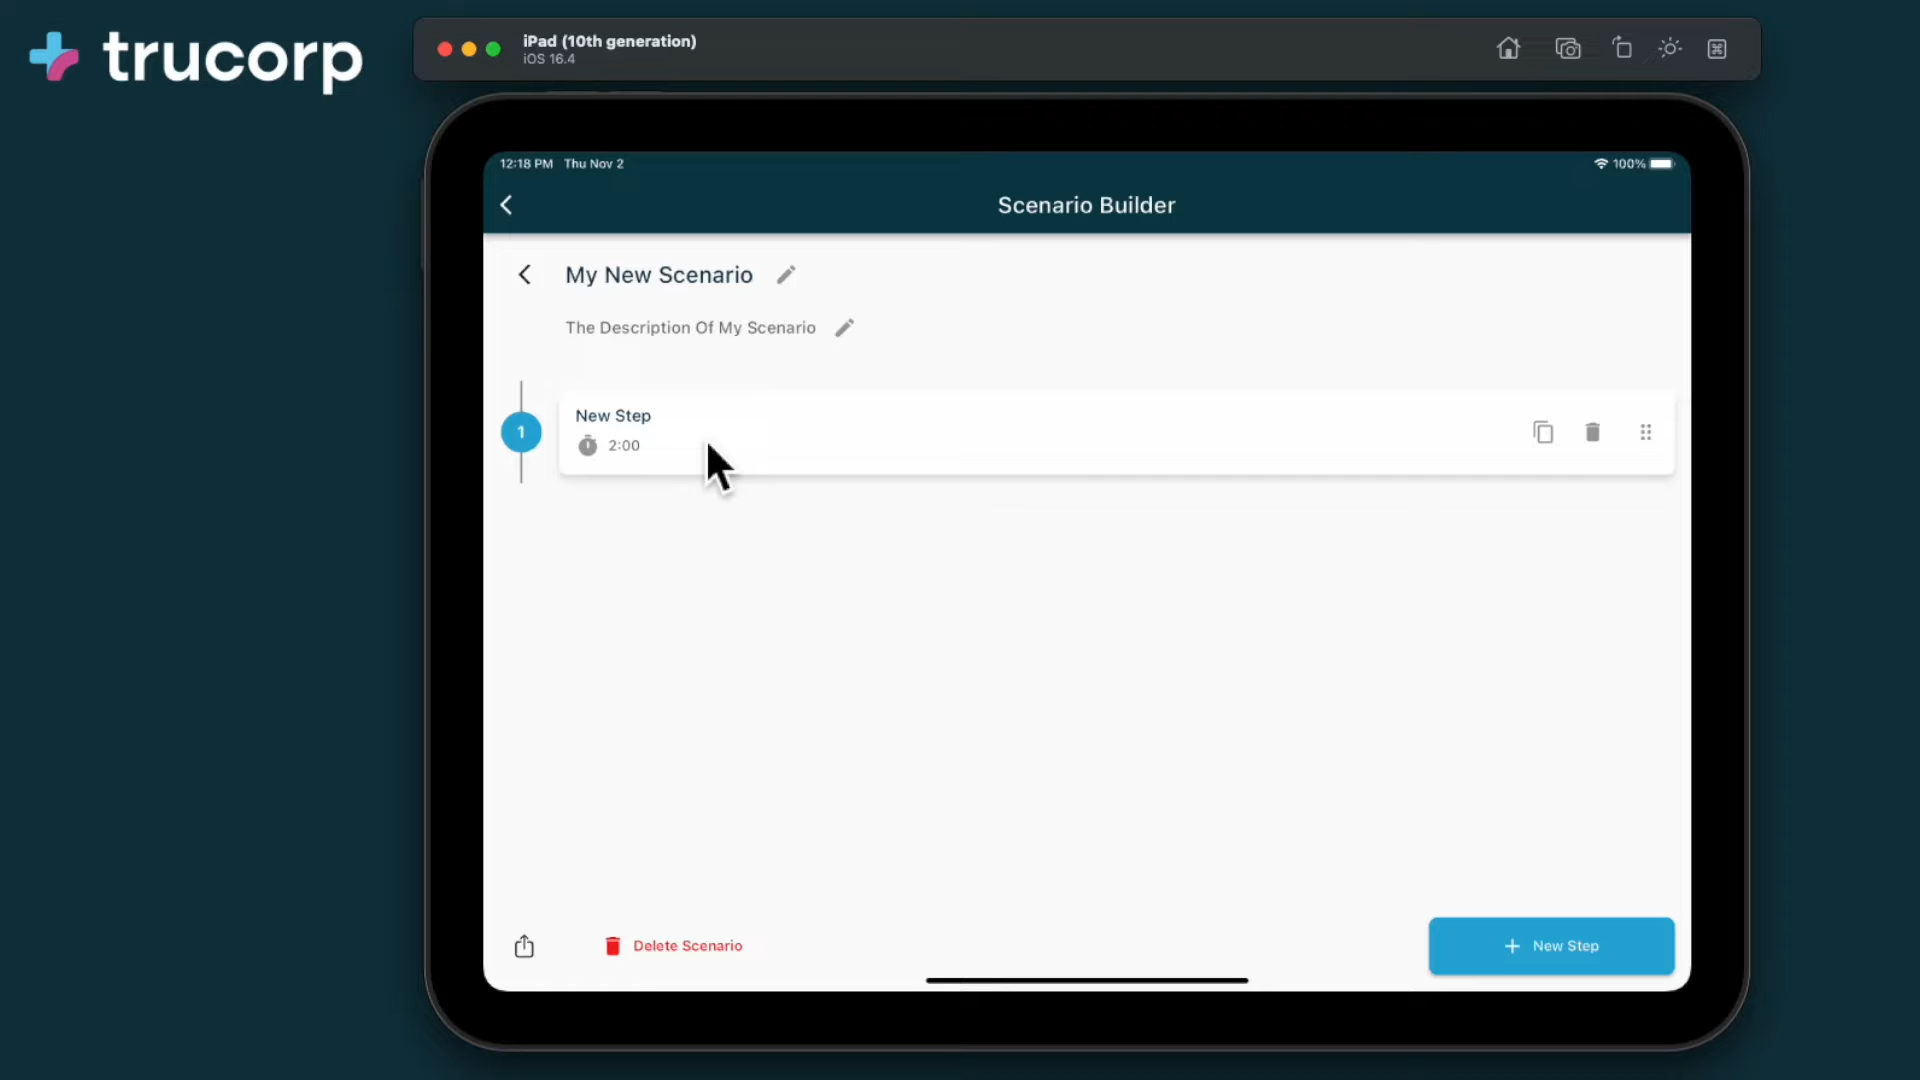 trucorp
iPad (10th generation)
iOS 16.4
12:18 PM Thu Nov 2
100%
Scenario Builder
My New Scenario
The Description Of My Scenario
1
New Step
2:00
Delete Scenario
+ New Step